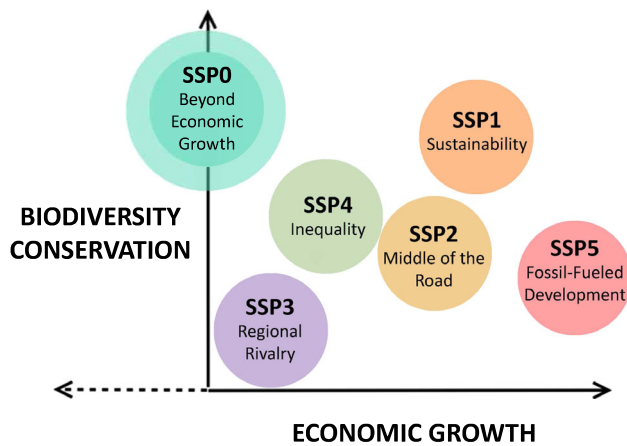 SSP0
Beyond
Economic
Growth
SSP1
Sustainability
BIODIVERSITY
CONSERVATION
SSP4
Inequality
SSP2
Middle of the
Road
SSP5
Fossil-Fueled
Development
SSP3
Regional
Rivalry
ECONOMIC GROWTH